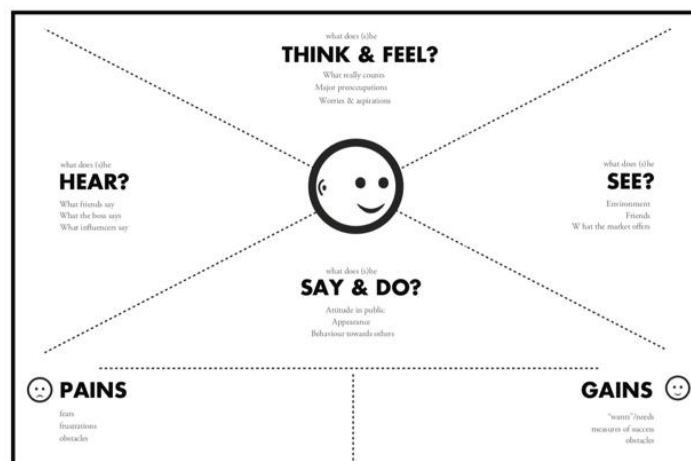 what does (s)he
THINK & FEEL?
What really counts
Major preoccupations
Worries & aspirations
what does (s)he
HEAR?
What friends say
What the boss says
What influencers say
what does (s)he
SEE?
Environment
Friends
W hat the market offers
what does (s)he
SAY & DO?
Attitude in public
Appearance
Behaviour towards others
PAINS
fears
frustrations
obstacles
GAINS
"wants"/needs
measures of success
obstacles